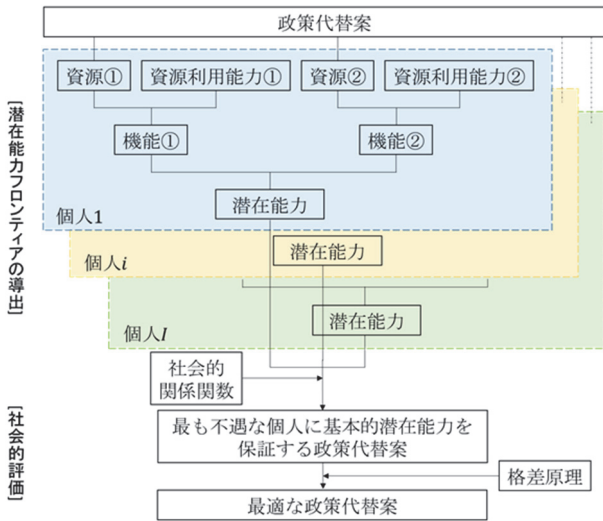 政策代替案
[潜在能力フロンティアの導出]
資源①
資源利用能力①
資源②
資源利用能力②
機能①
機能②
潜在能力
個人1
潜在能力
個人i
潜在能力
個人I
社会的
関係関数
[社会的評価]
最も不遇な個人に基本的潜在能力を
保証する政策代替案
格差原理
最適な政策代替案